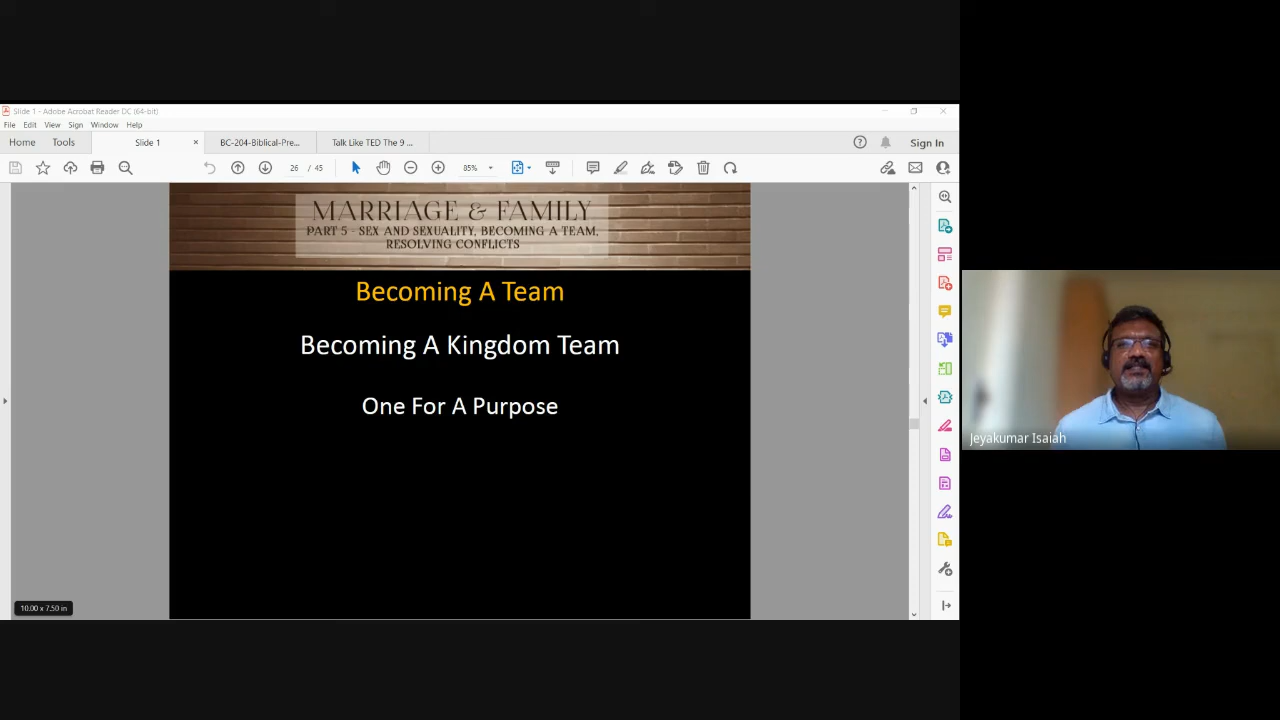 Slide 1 - Adobe Acrobat Reader DC (64-bit)
File Edit View Sign Window Help
Home Tools Slide 1 × BC-204-Biblical-Pre... Talk Like TED The 9 ... Sign In
26 / 45 85%
MARRIAGE & FAMILY
PART 5 - SEX AND SEXUALITY, BECOMING A TEAM,
RESOLVING CONFLICTS
Becoming A Team
Becoming A Kingdom Team
One For A Purpose
Jeyakumar Isaiah
10.00 x 7.50 in